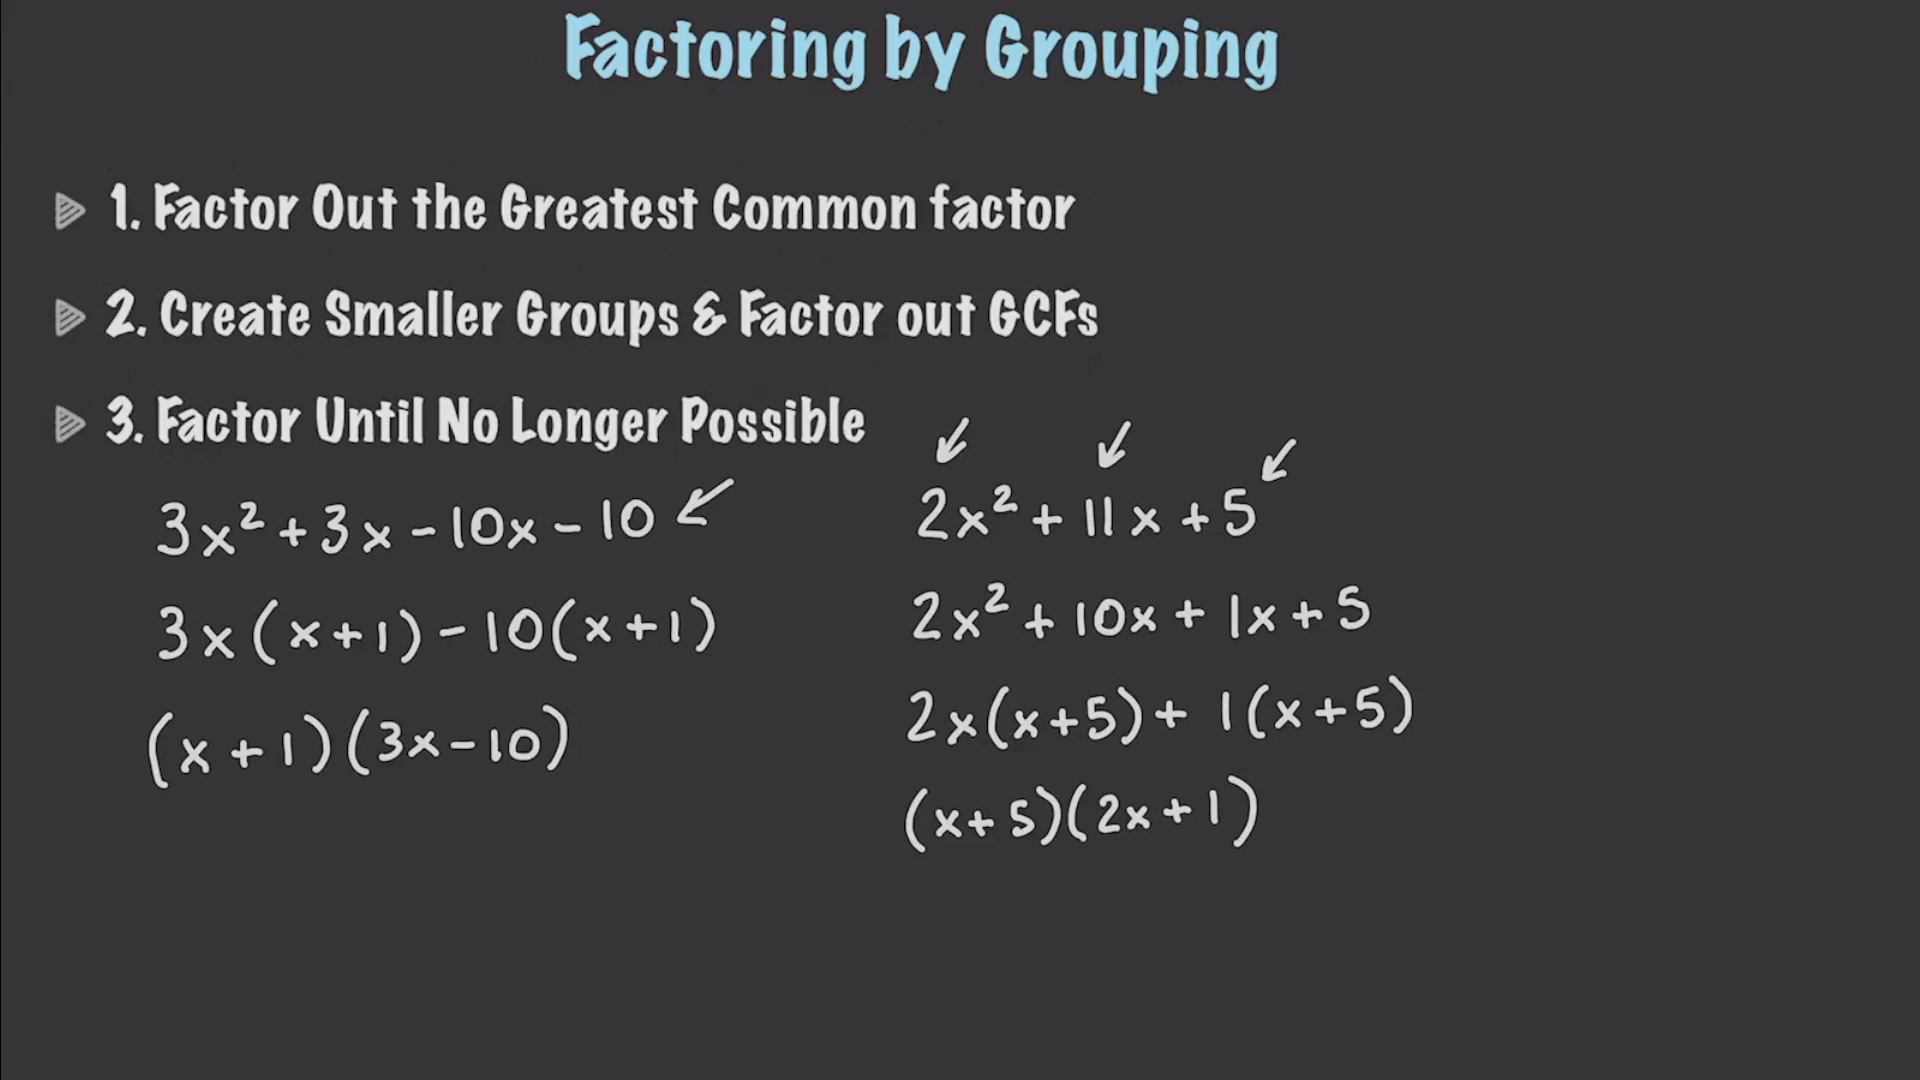 Factoring by Grouping
1. Factor Out the Greatest Common factor
2. Create Smaller Groups & Factor out GCFs
3. Factor Until No Longer Possible
3x² + 3x - 10x - 10
3x(x+1) - 10(x+1)
(x+1)(3x-10)
2x² + 11x + 5
2x² + 10x + 1x + 5
2x(x+5) + 1(x+5)
(x+5)(2x+1)